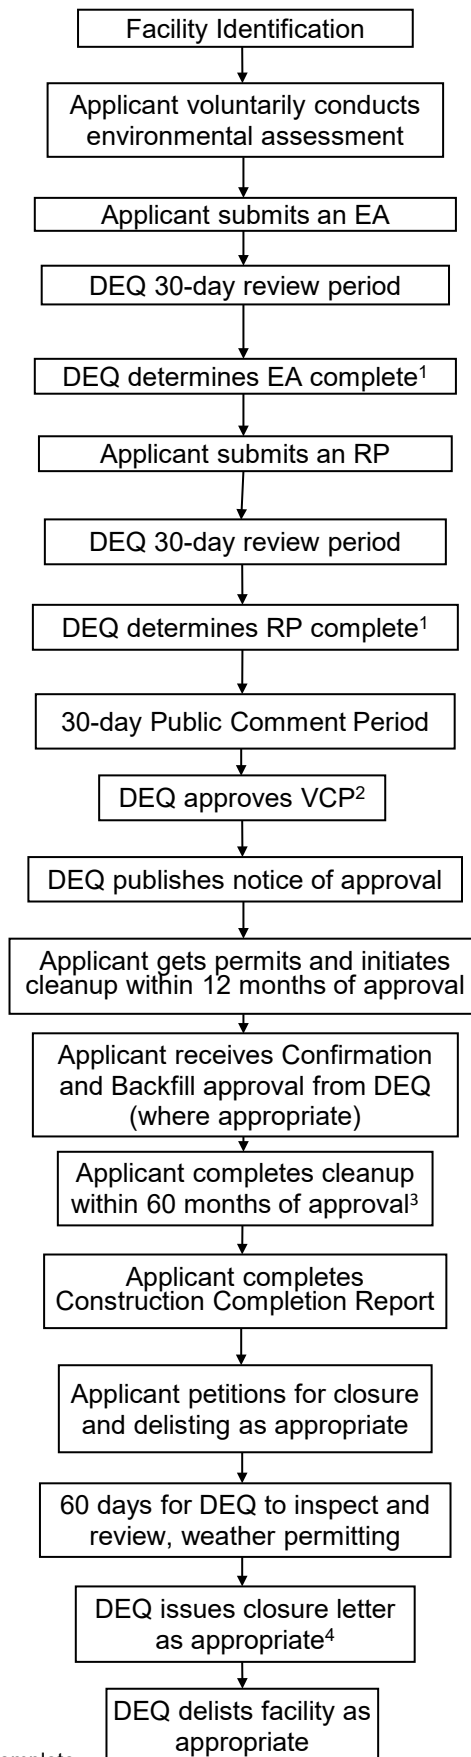 Facility Identification
Applicant voluntarily conducts
environmental assessment
Applicant submits an EA
DEQ 30-day review period
DEQ determines EA complete¹
Applicant submits an RP
DEQ 30-day review period
DEQ determines RP complete¹
30-day Public Comment Period
DEQ approves VCP²
DEQ publishes notice of approval
Applicant gets permits and initiates
cleanup within 12 months of approval
Applicant receives Confirmation
and Backfill approval from DEQ
(where appropriate)
Applicant completes cleanup
within 60 months of approval³
Applicant completes
Construction Completion Report
Applicant petitions for closure
and delisting as appropriate
60 days for DEQ to inspect and
review, weather permitting
DEQ issues closure letter
as appropriate⁴
DEQ delists facility as
appropriate